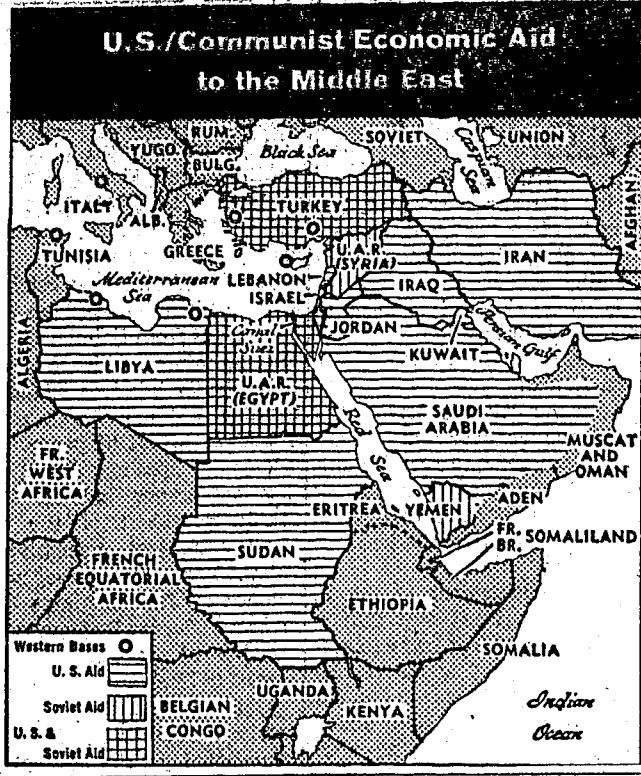 U.S./Communist Economic Aid
to the Middle East
RUM.
SOVIET UNION
YUGO.
BULG.
Black Sea
Caspian
Sea
ITALY
ALB.
TURKEY
AFGHAN.
GREECE
TUNISIA
U.A.R.
(SYRIA)
IRAN
Mediterranean
Sea
LEBANON
ISRAEL
IRAQ
JORDAN
Arabian Gulf
KUWAIT
Canal
Suez
ALGERIA
LIBYA
U.A.R.
(EGYPT)
Red
Sea
SAUDI
ARABIA
MUSCAT
AND
OMAN
FR.
WEST
AFRICA
ERITREA
YEMEN
ADEN
FR.
BR.
SOMALILAND
SUDAN
FRENCH
EQUATORIAL
AFRICA
ETHIOPIA
SOMALIA
Western Bases
U. S. Aid
Soviet Aid
U. S. &
Soviet Aid
BELGIAN
CONGO
UGANDA
KENYA
Indian
Ocean